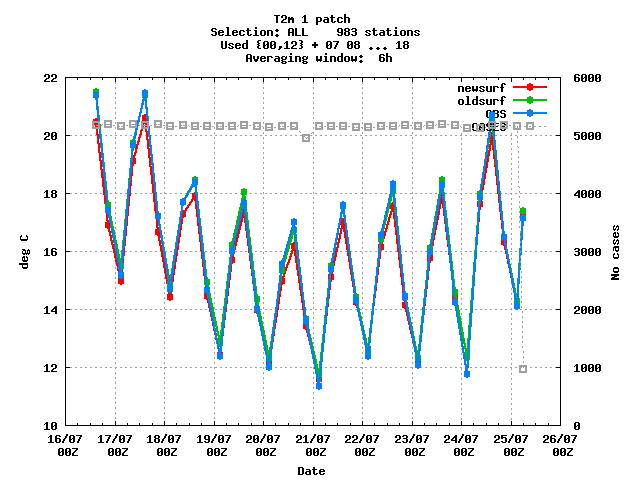 T2m 1 patch
Selection: ALL 983 stations
Used {00,12} + 07 08 ... 18
Averaging window: 6h
22 6000
newsurf
oldsurf
OBS
CASES
20 5000
18 4000
deg C
No cases
16 3000
14 2000
12 1000
10 0
16/07 17/07 18/07 19/07 20/07 21/07 22/07 23/07 24/07 25/07 26/07
00Z 00Z 00Z 00Z 00Z 00Z 00Z 00Z 00Z 00Z 00Z
Date